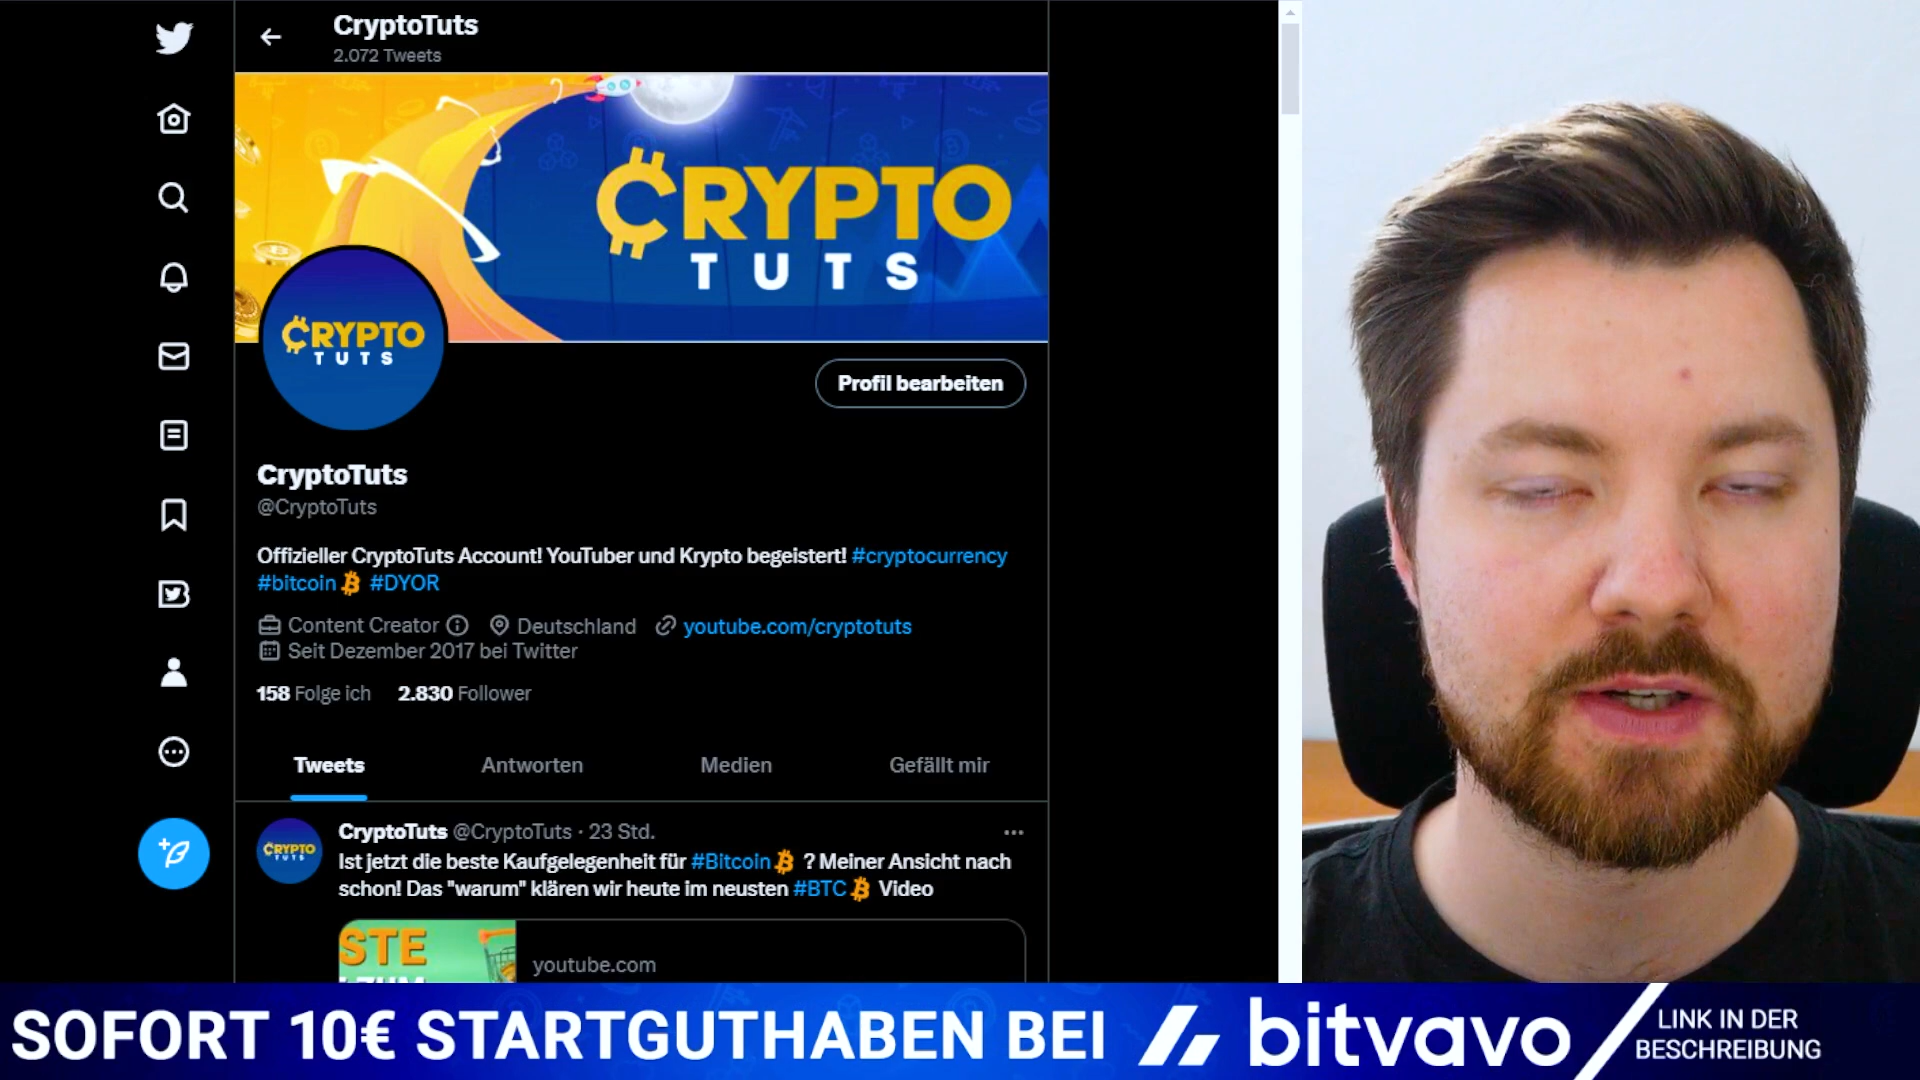 CryptoTuts
2.072 Tweets
CRYPTO
TUTS
CRYPTO
TUTS
Profil bearbeiten
CryptoTuts
@CryptoTuts
Offizieller CryptoTuts Account! YouTuber und Krypto begeistert! #cryptocurrency
#bitcoin #DYOR
Content Creator Deutschland youtube.com/cryptotuts
Seit Dezember 2017 bei Twitter
158 Folge ich 2.830 Follower
Tweets Antworten Medien Gefällt mir
CryptoTuts @CryptoTuts · 23 Std.
CRYPTO
TUTS
Ist jetzt die beste Kaufgelegenheit für #Bitcoin ? Meiner Ansicht nach
schon! Das "warum" klären wir heute im neusten #BTC Video
STE
youtube.com
SOFORT 10€ STARTGUTHABEN BEI bitvavo
LINK IN DER
BESCHREIBUNG